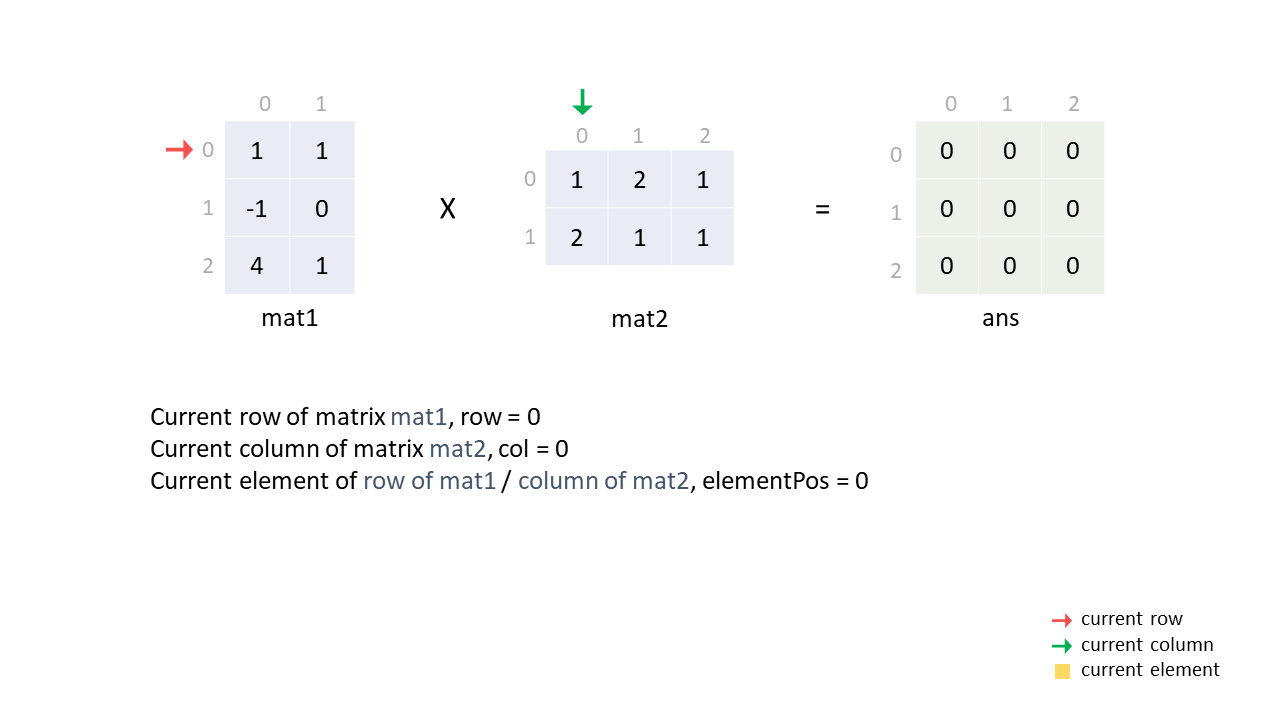 0 1
0 1 1
1 -1 0
2 4 1
mat1
X
0 1 2
0 1 2 1
1 2 1 1
mat2
=
0 1 2
0 0 0 0
1 0 0 0
2 0 0 0
ans
Current row of matrix mat1, row = 0
Current column of matrix mat2, col = 0
Current element of row of mat1 / column of mat2, elementPos = 0
current row
current column
current element